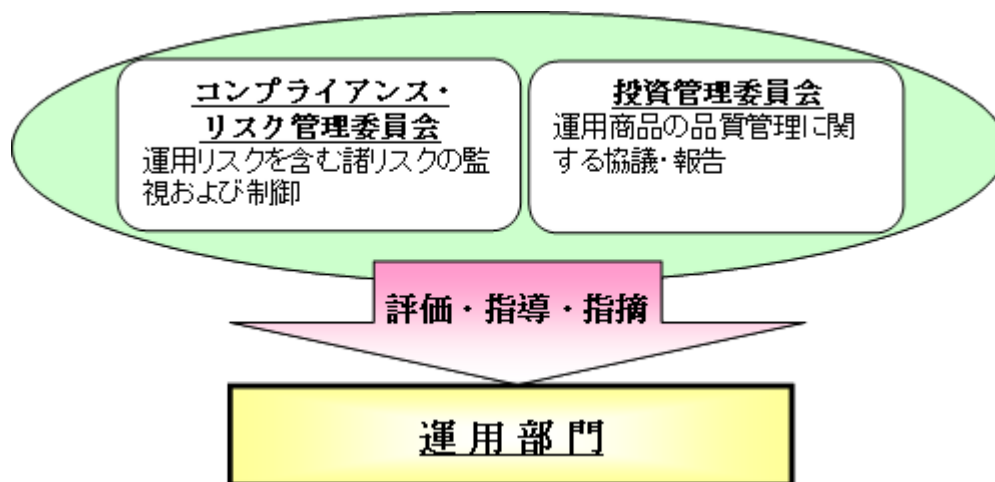 コンプライアンス・
リスク管理委員会
運用リスクを含む諸リスクの監
視および制御
投資管理委員会
運用商品の品質管理に関
する協議・報告
評価・指導・指摘
運用部門